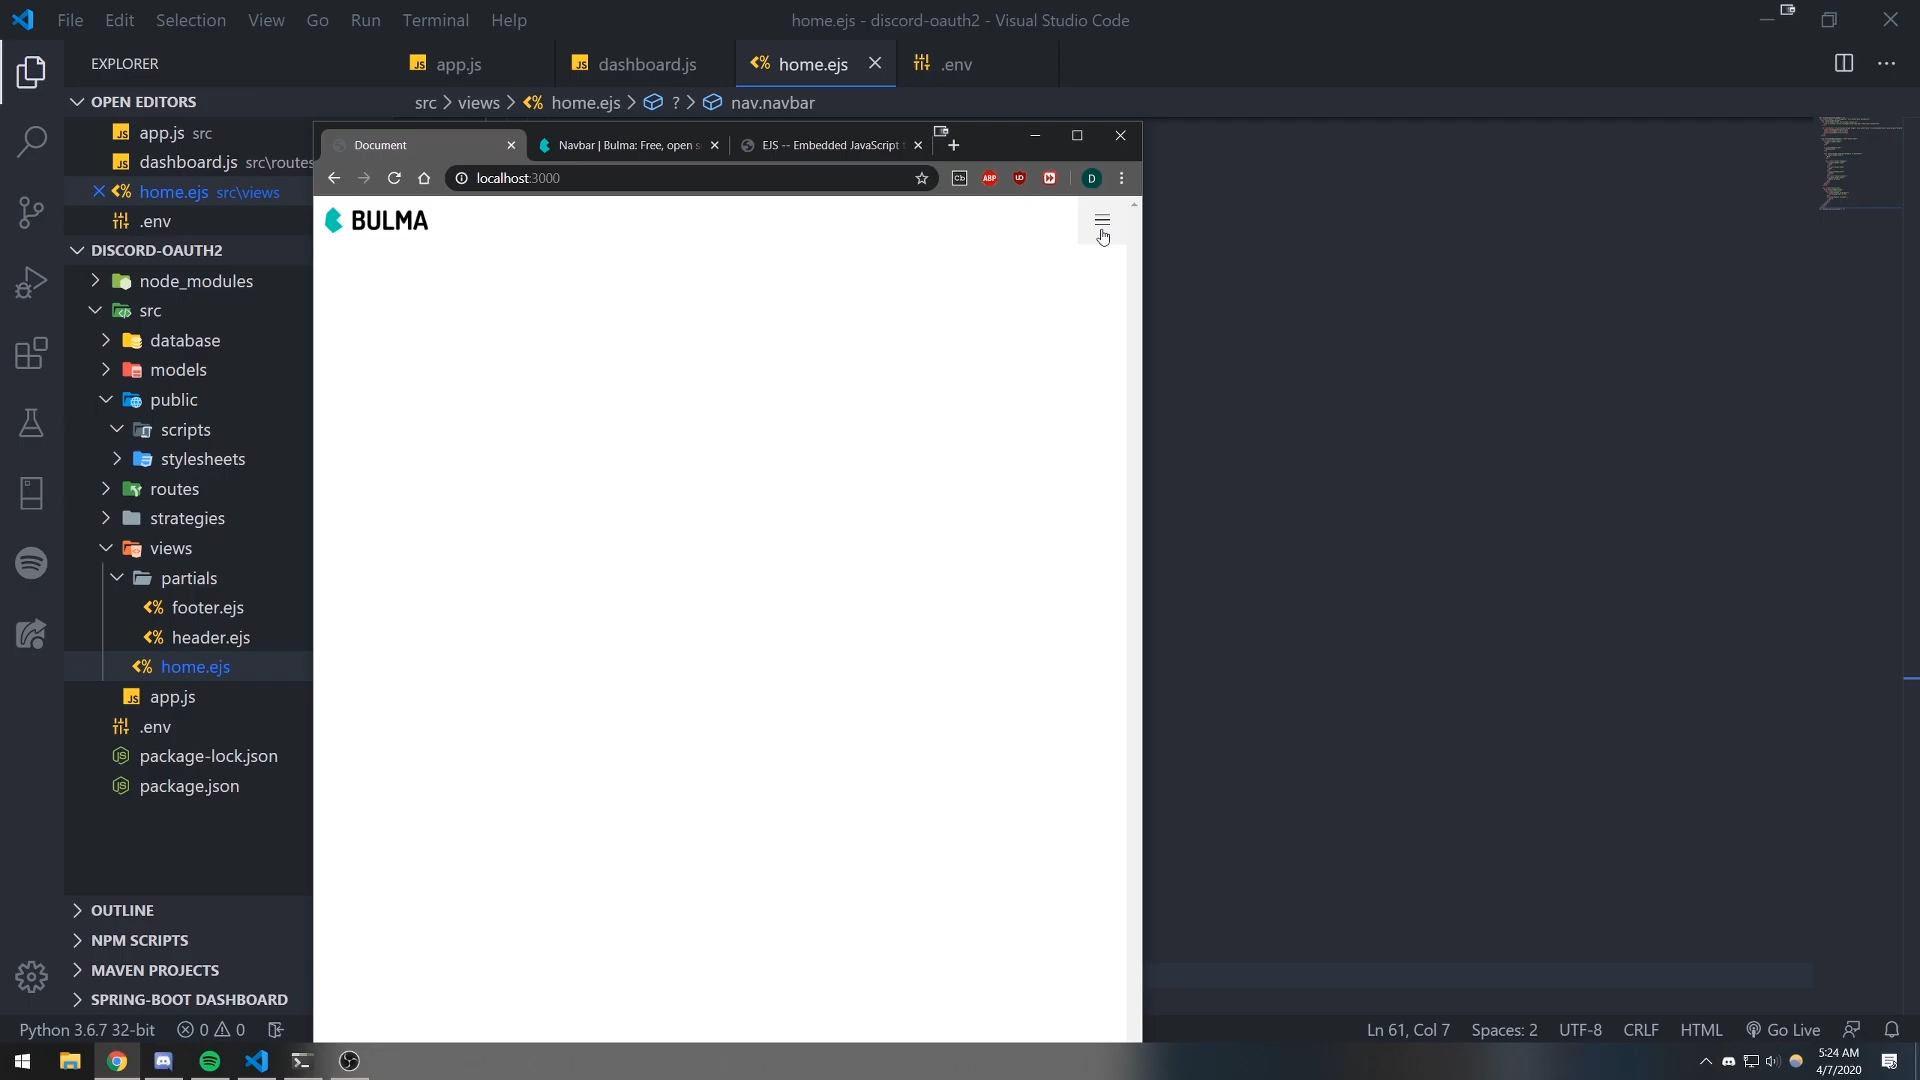 File Edit Selection View Go Run Terminal Help
home.ejs - discord-oauth2 - Visual Studio Code
EXPLORER
app.js
dashboard.js
home.ejs
.env
OPEN EDITORS
src > views > home.ejs > ? > nav.navbar
app.js src
dashboard.js src\routes
home.ejs src\views
.env
DISCORD-OAUTH2
node_modules
src
database
models
public
scripts
stylesheets
routes
strategies
views
partials
footer.ejs
header.ejs
home.ejs
app.js
.env
package-lock.json
package.json
OUTLINE
NPM SCRIPTS
MAVEN PROJECTS
SPRING-BOOT DASHBOARD
Document
Navbar | Bulma: Free, open s
EJS -- Embedded JavaScript
localhost:3000
Cb
ABP
D
BULMA
Python 3.6.7 32-bit 0 0
Ln 61, Col 7 Spaces: 2 UTF-8 CRLF HTML Go Live
5:24 AM
4/7/2020